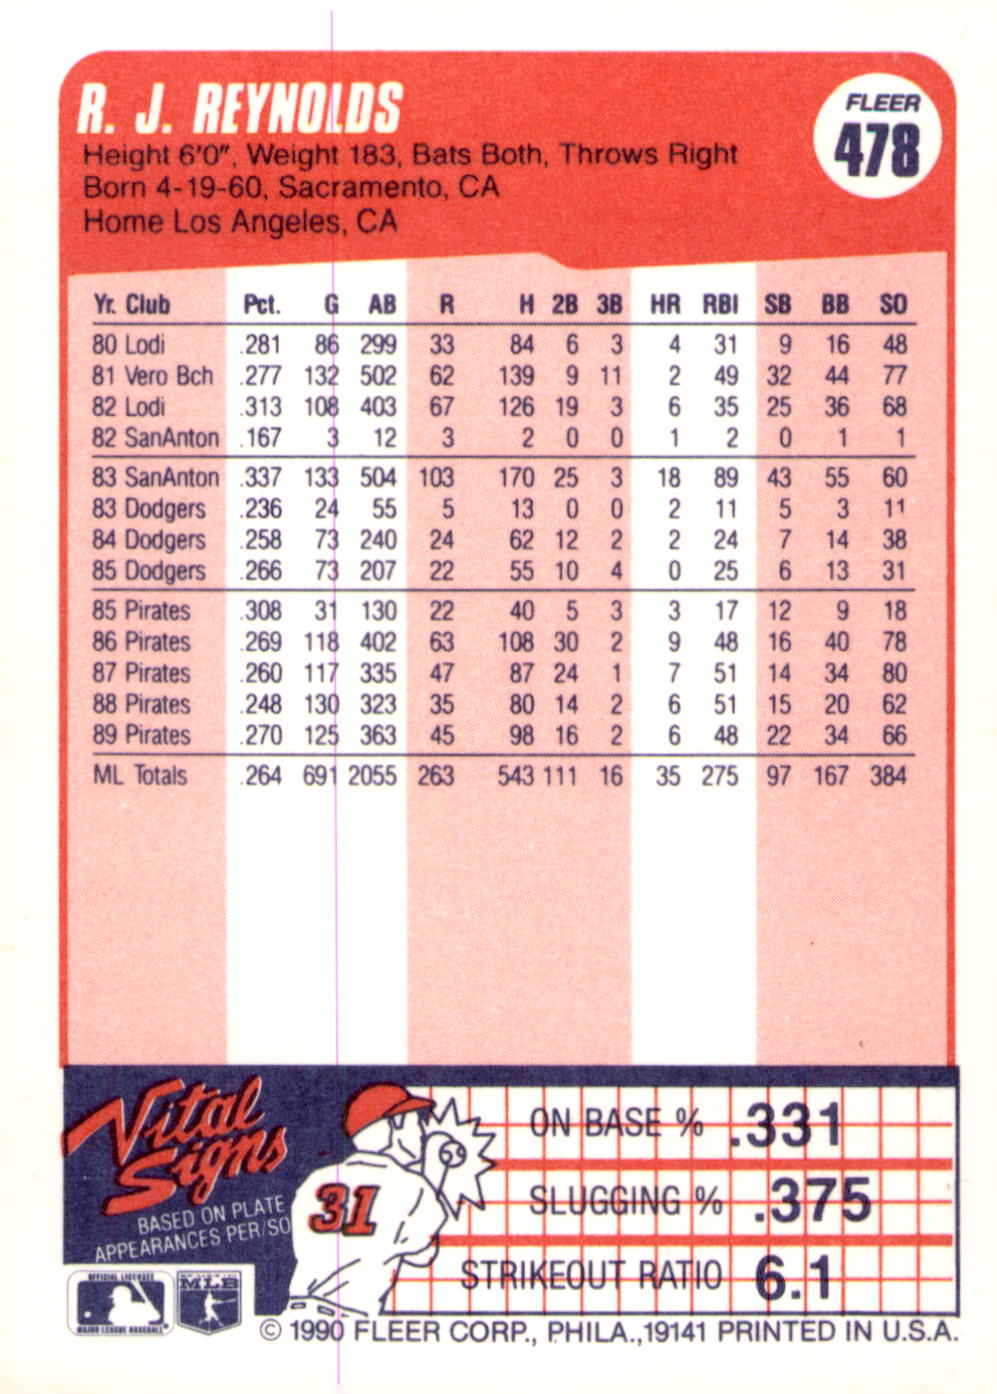 R. J. REYNOLDS
FLEER
478
Height 6'0", Weight 183, Bats Both, Throws Right
Born 4-19-60, Sacramento, CA
Home Los Angeles, CA
Yr. Club Pct. G AB R H 2B 3B HR RBI SB BB SO
80 Lodi .281 86 299 33 84 6 3 4 31 9 16 48
81 Vero Bch .277 132 502 62 139 9 11 2 49 32 44 77
82 Lodi .313 108 403 67 126 19 3 6 35 25 36 68
82 SanAnton .167 3 12 3 2 0 0 1 2 0 1 1
83 SanAnton .337 133 504 103 170 25 3 18 89 43 55 60
83 Dodgers .236 24 55 5 13 0 0 2 11 5 3 11
84 Dodgers .258 73 240 24 62 12 2 2 24 7 14 38
85 Dodgers .266 73 207 22 55 10 4 0 25 6 13 31
85 Pirates .308 31 130 22 40 5 3 3 17 12 9 18
86 Pirates .269 118 402 63 108 30 2 9 48 16 40 78
87 Pirates .260 117 335 47 87 24 1 7 51 14 34 80
88 Pirates .248 130 323 35 80 14 2 6 51 15 20 62
89 Pirates .270 125 363 45 98 16 2 6 48 22 34 66
ML Totals .264 691 2055 263 543 111 16 35 275 97 167 384
Vital
Signs
BASED ON PLATE
APPEARANCES PER/SO
31
ON BASE % .331
SLUGGING % .375
STRIKEOUT RATIO 6.1
OFFICIAL LICENSEE
MAJOR LEAGUE BASEBALL
MLB
© 1990 FLEER CORP., PHILA.,19141 PRINTED IN U.S.A.